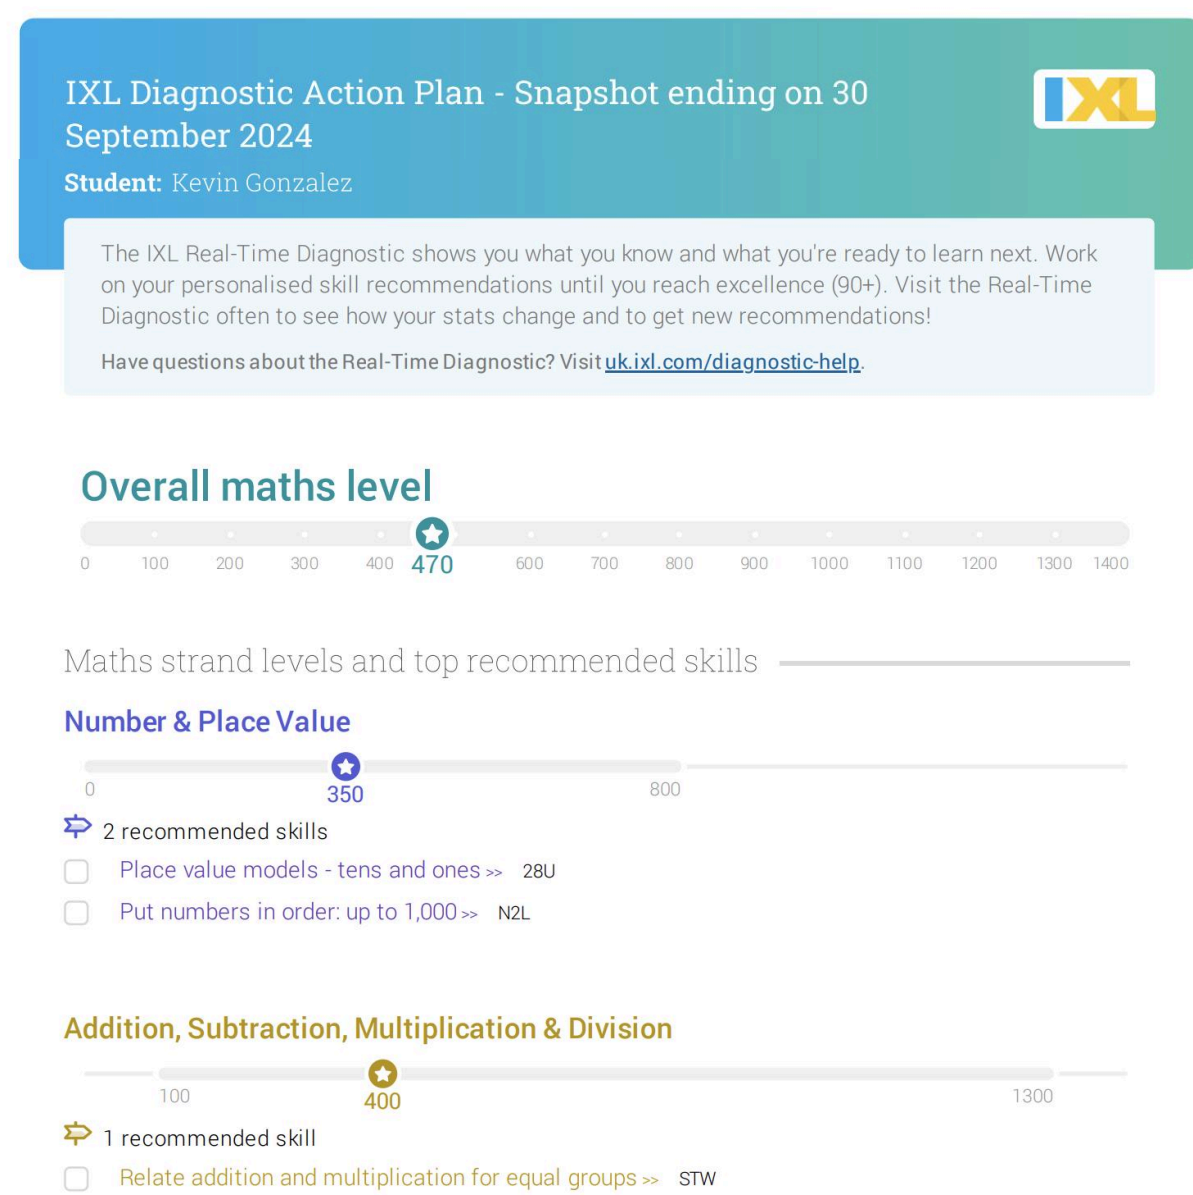 IXL Diagnostic Action Plan - Snapshot ending on 30
September 2024
IXL
Student: Kevin Gonzalez
The IXL Real-Time Diagnostic shows you what you know and what you're ready to learn next. Work
on your personalised skill recommendations until you reach excellence (90+). Visit the Real-Time
Diagnostic often to see how your stats change and to get new recommendations!
Have questions about the Real-Time Diagnostic? Visit uk.ixl.com/diagnostic-help.
Overall maths level
0 100 200 300 400 470 600 700 800 900 1000 1100 1200 1300 1400
Maths strand levels and top recommended skills
Number & Place Value
0 350 800
2 recommended skills
Place value models - tens and ones >> 28U
Put numbers in order: up to 1,000 >> N2L
Addition, Subtraction, Multiplication & Division
100 400 1300
1 recommended skill
Relate addition and multiplication for equal groups >> STW